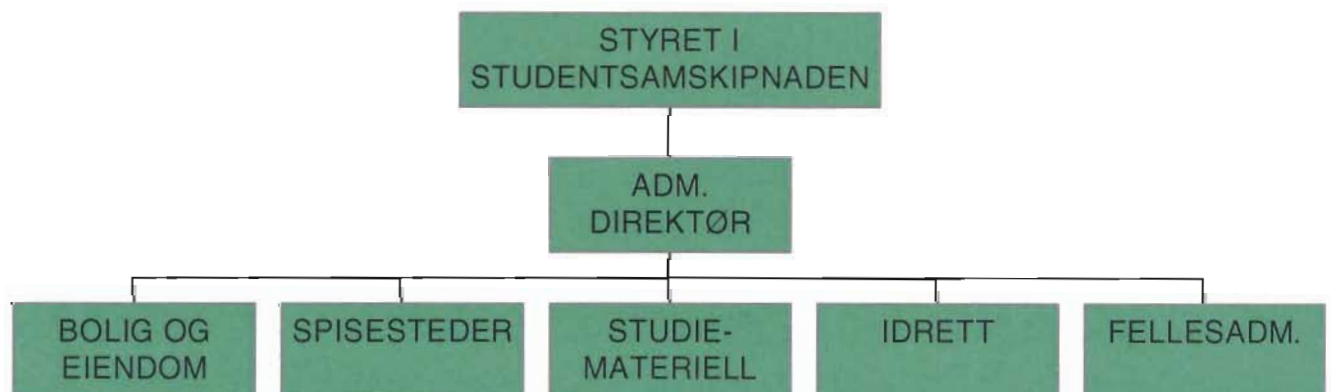 STYRET I
STUDENTSAMSKIPNADEN
ADM.
DIREKTØR
BOLIG OG
EIENDOM
SPISESTEDER
STUDIE-
MATERIELL
IDRETT
FELLESADM.